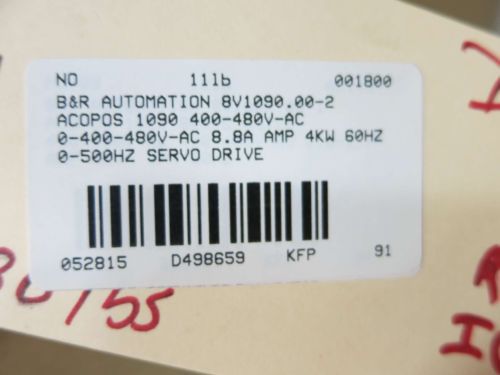 NO 11lb 001800
B&R AUTOMATION 8V1090.00-2
ACOPOS 1090 400-480V-AC
0-400-480V-AC 8.8A AMP 4KW 60HZ
0-500HZ SERVO DRIVE
052815 D498659 KFP 91